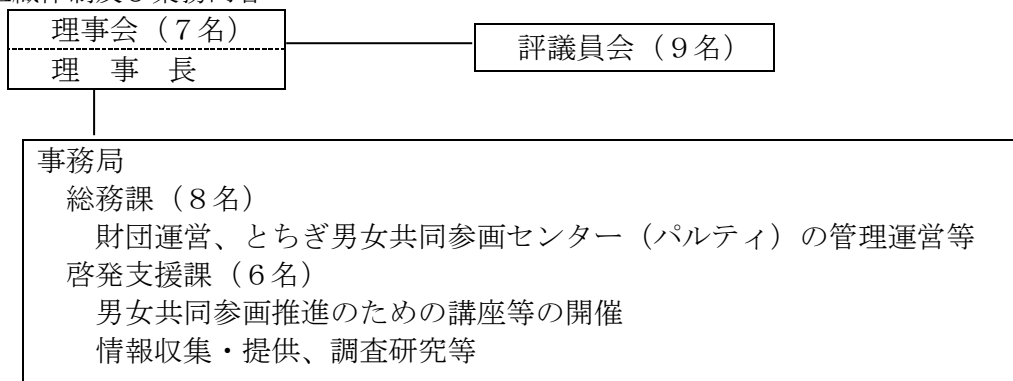 理事会（７名）
評議員会（９名）
理　事　長
事務局
総務課（８名）
財団運営、とちぎ男女共同参画センター（パルティ）の管理運営等
啓発支援課（６名）
男女共同参画推進のための講座等の開催
情報収集・提供、調査研究等